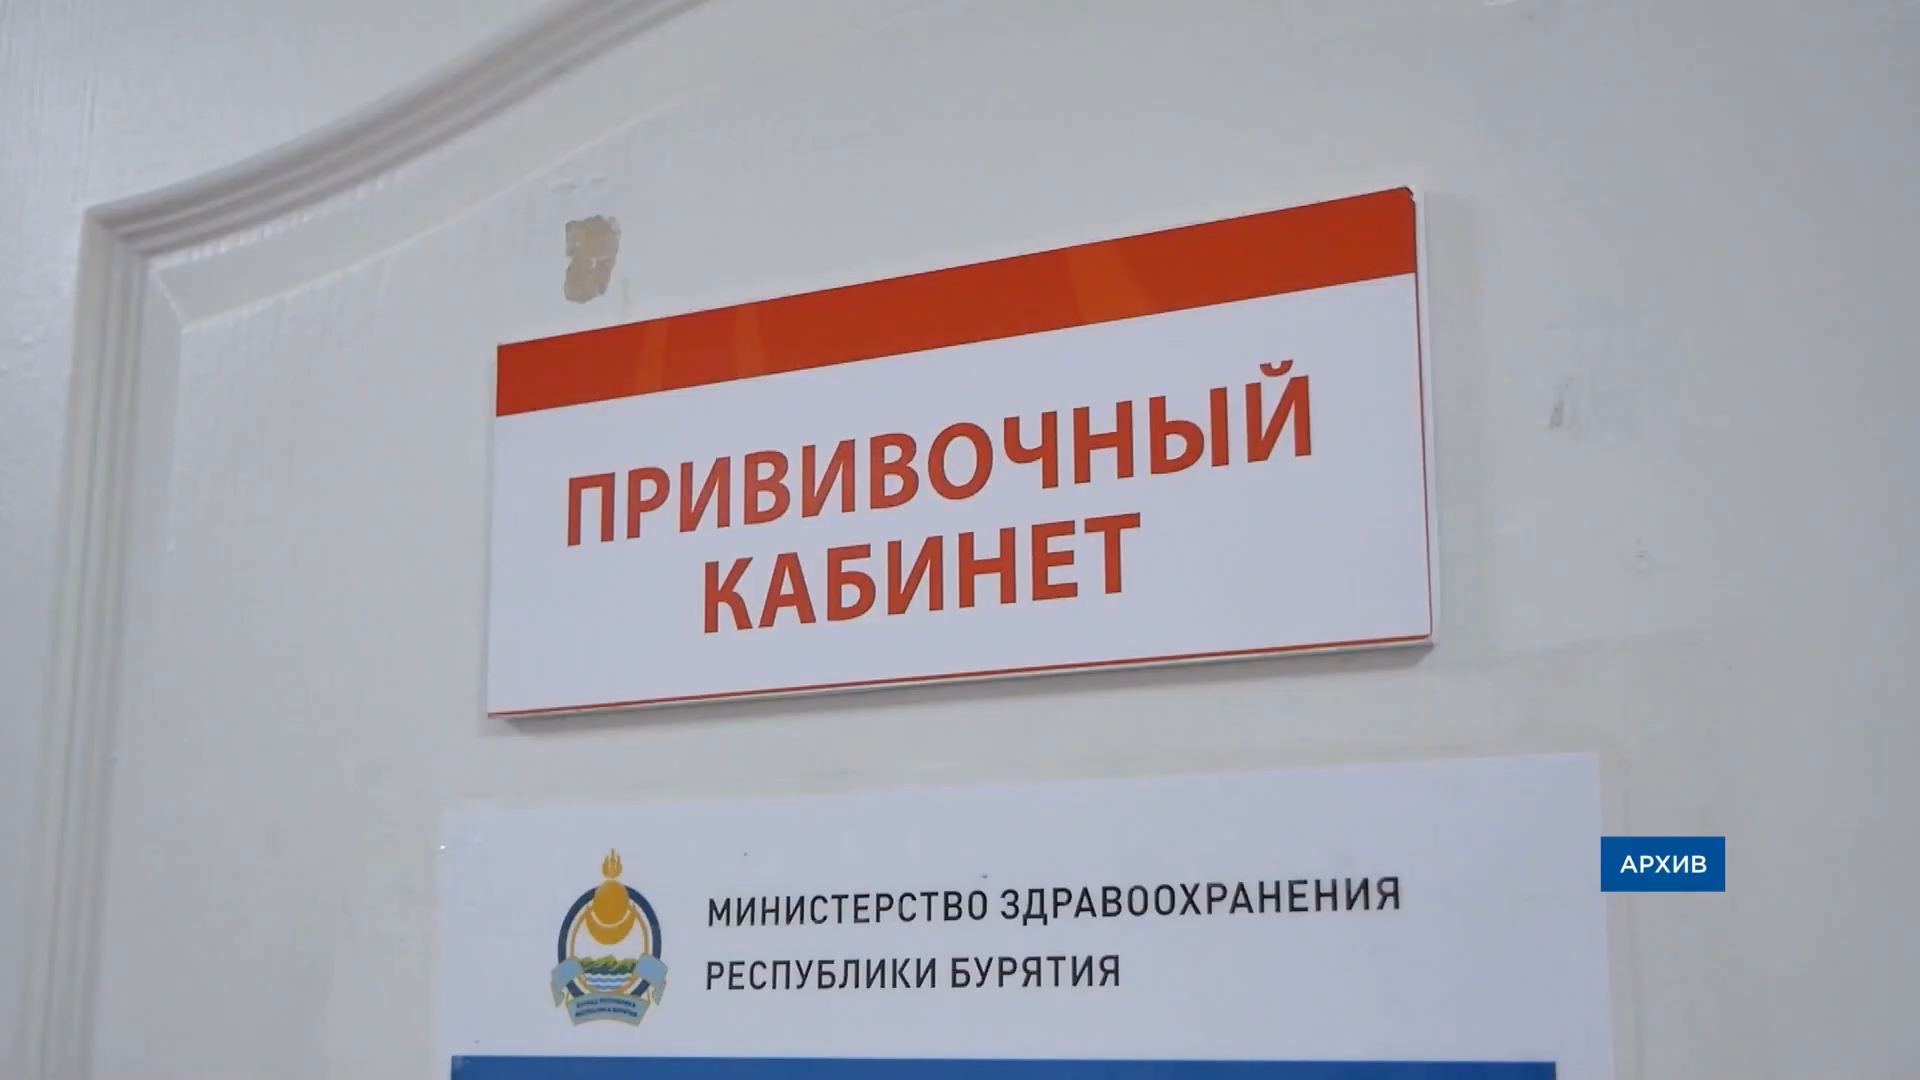 ПРИВИВОЧНЫЙ
КАБИНЕТ
АРХИВ
МИНИСТЕРСТВО ЗДРАВООХРАНЕНИЯ
РЕСПУБЛИКИ БУРЯТИЯ